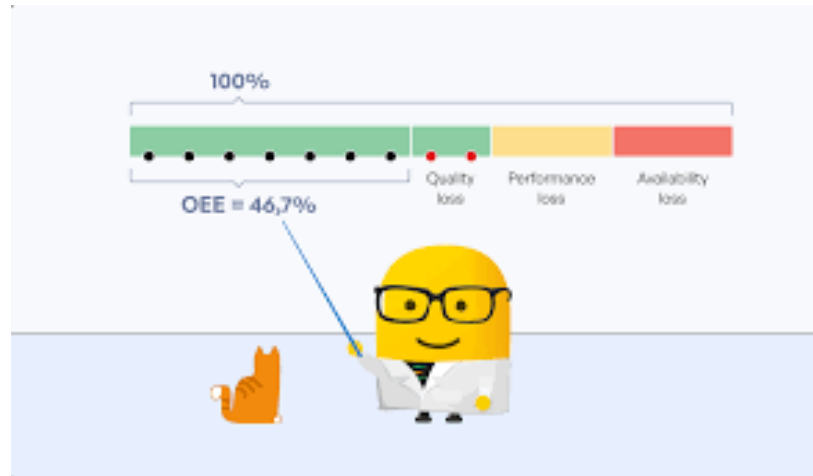 100%
Quality
loss
Performance
loss
Availability
loss
OEE = 46,7%